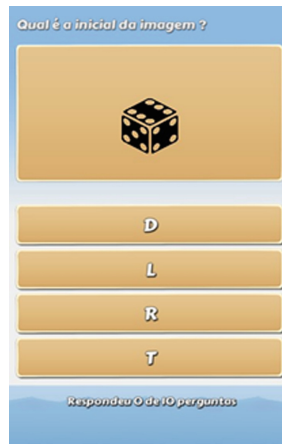 Qual é a inicial da imagem ?
D
L
R
T
Respondeu 0 de 10 perguntas